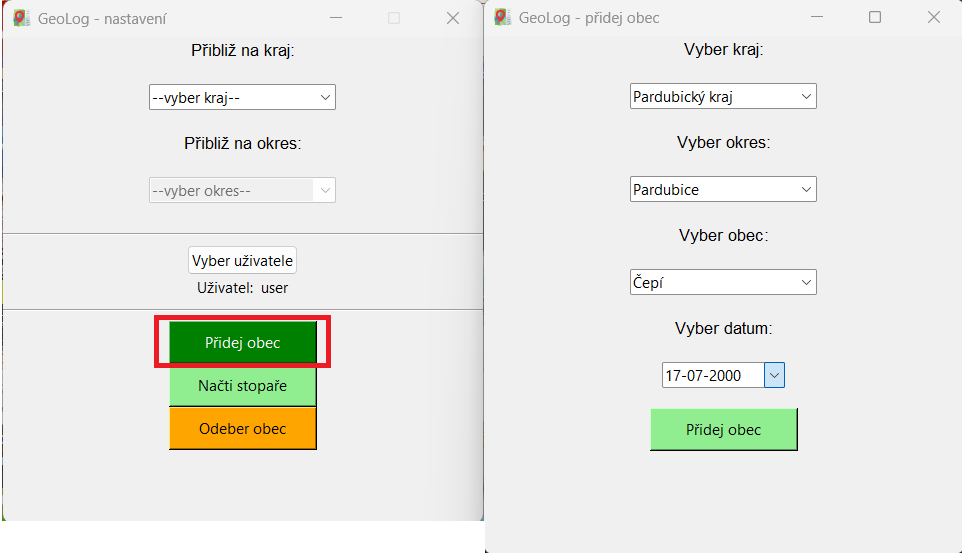 GeoLog - nastavení
Přibliž na kraj:
--vyber kraj--
Přibliž na okres:
--vyber okres--
Vyber uživatele
Uživatel: user
Přidej obec
Načti stopaře
Odeber obec
GeoLog - přidej obec
Vyber kraj:
Pardubický kraj
Vyber okres:
Pardubice
Vyber obec:
Čepí
Vyber datum:
17-07-2000
Přidej obec